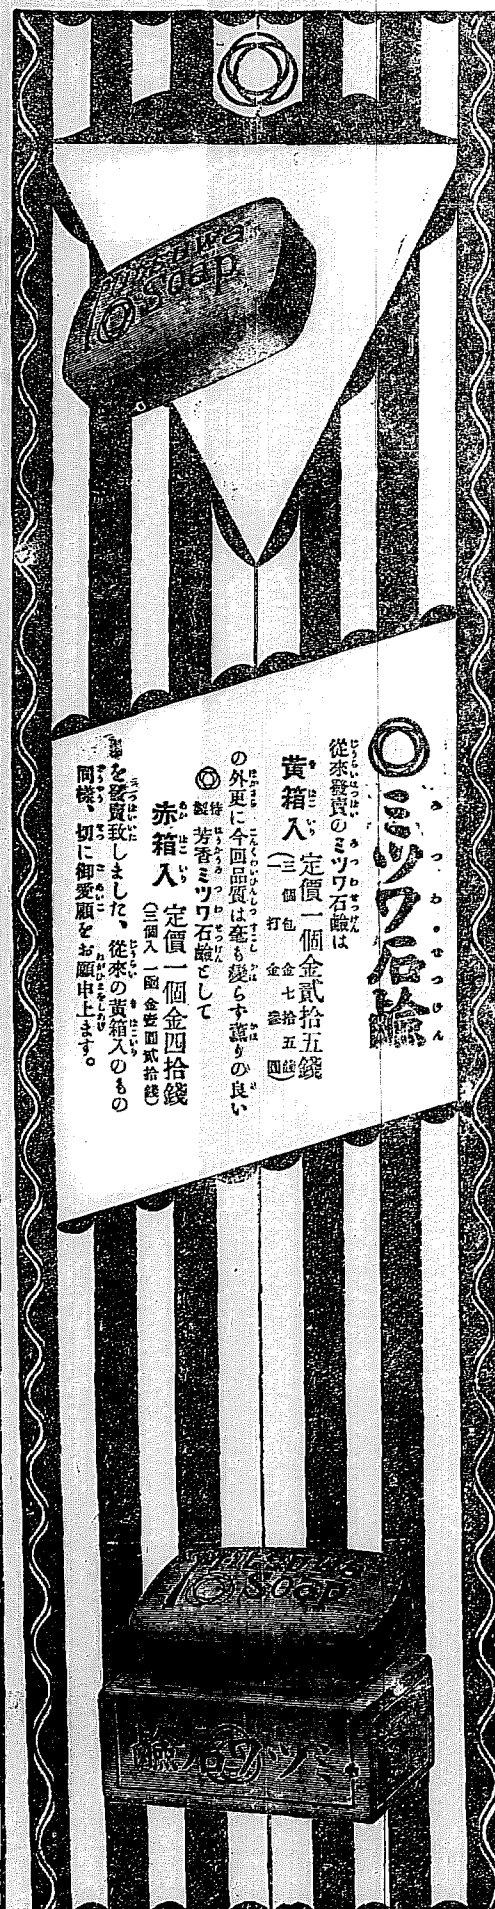 Mitsuwa
Soap
ミツワ石鹸
從來發賣のミツワ石鹸は
黄箱入 定價一個金貳拾五錢
(三個包 金七拾五錢
一打 金參圓)
の外更に今回品質は毫も變らず薫りの良い
特製 芳香ミツワ石鹸として
赤箱入 定價一個金四拾錢
(三個入一函 金壹圓貳拾錢)
を發賣致しました、從來の黄箱入のもの
同樣、切に御愛顧をお願申上ます。
Mitsuwa
Soap
ミツワ石鹸